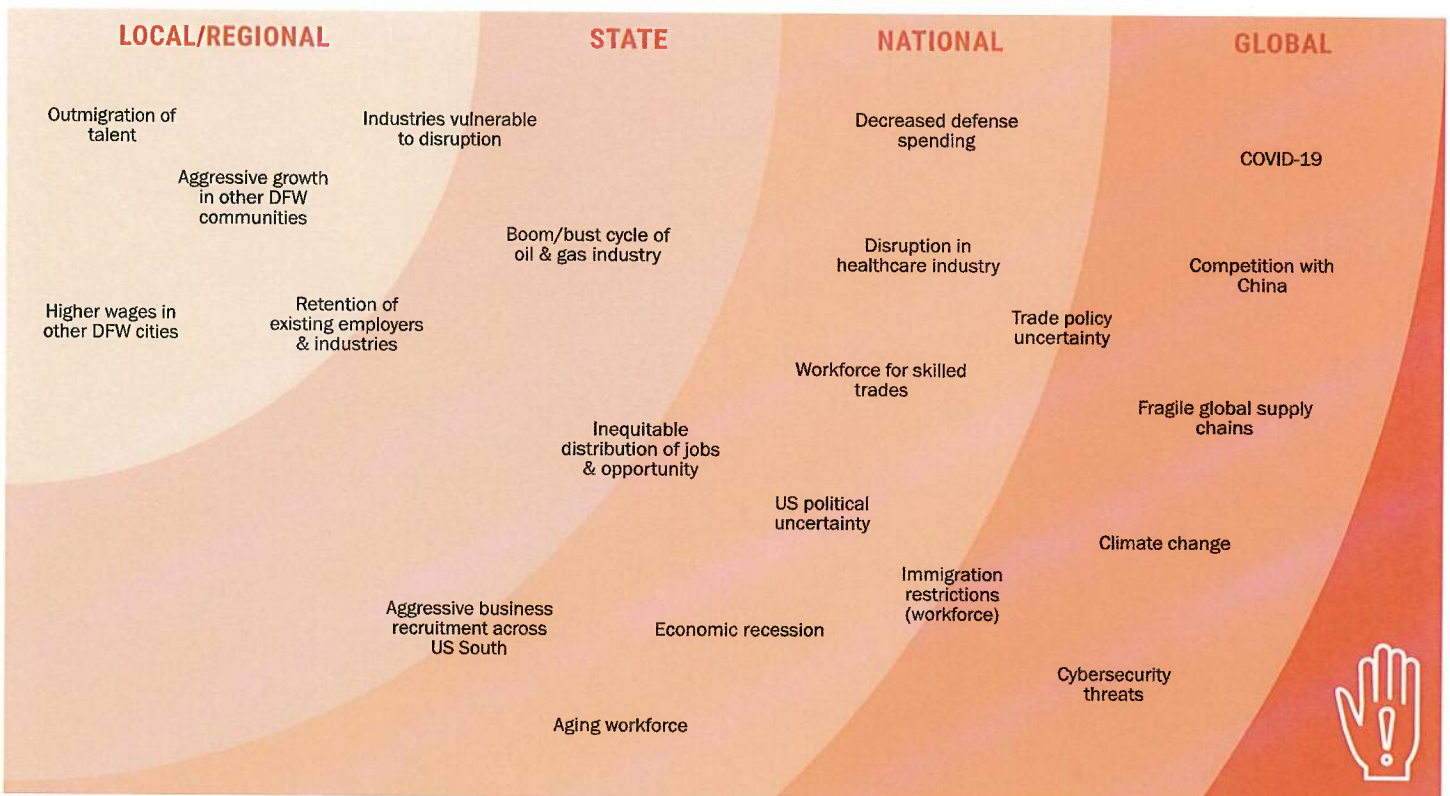 LOCAL/REGIONAL
STATE
NATIONAL
GLOBAL
Outmigration of
talent
Industries vulnerable
to disruption
Aggressive growth
in other DFW
communities
Higher wages in
other DFW cities
Retention of
existing employers
& industries
Boom/bust cycle of
oil & gas industry
Inequitable
distribution of jobs
& opportunity
Aggressive business
recruitment across
US South
Decreased defense
spending
Disruption in
healthcare industry
Trade policy
uncertainty
Workforce for skilled
trades
US political
uncertainty
Immigration
restrictions
(workforce)
Economic recession
Aging workforce
COVID-19
Competition with
China
Fragile global supply
chains
Climate change
Cybersecurity
threats
!